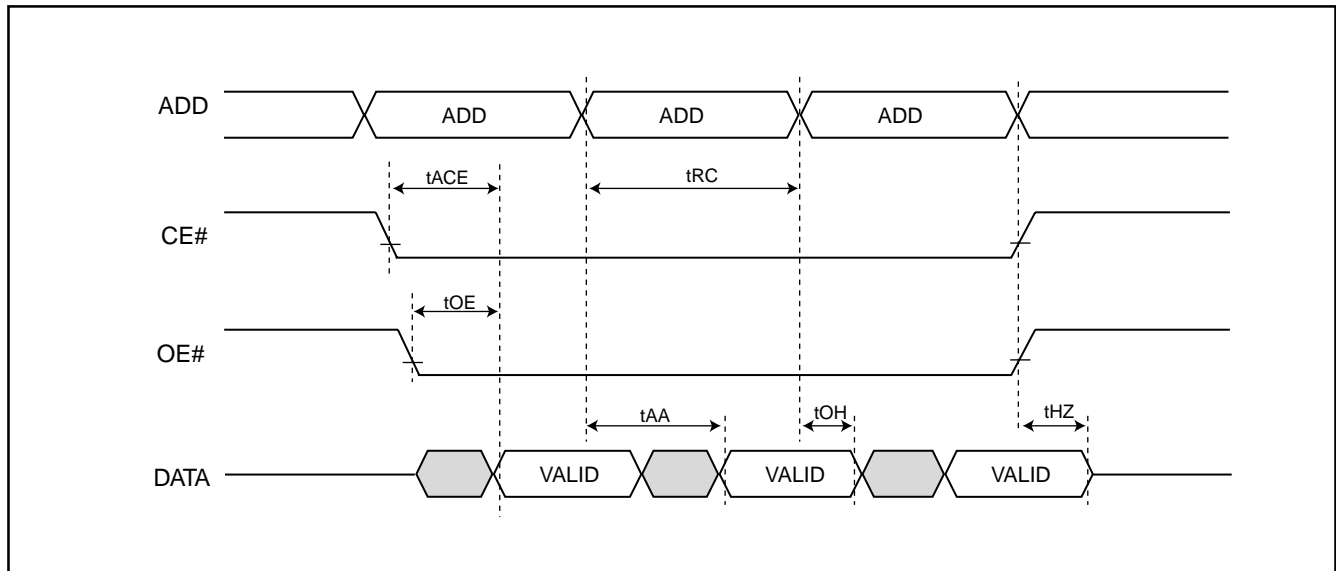 ADD ADD ADD ADD
tACE tRC
CE#
tOE
OE#
tAA tOH tHZ
DATA VALID VALID VALID